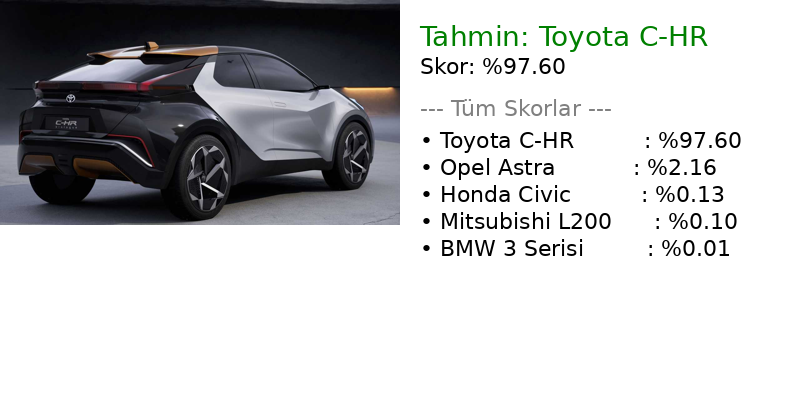 C-HR
Tahmin: Toyota C-HR
Skor: %97.60
--- Tüm Skorlar ---
• Toyota C-HR : %97.60
• Opel Astra : %2.16
• Honda Civic : %0.13
• Mitsubishi L200 : %0.10
• BMW 3 Serisi : %0.01